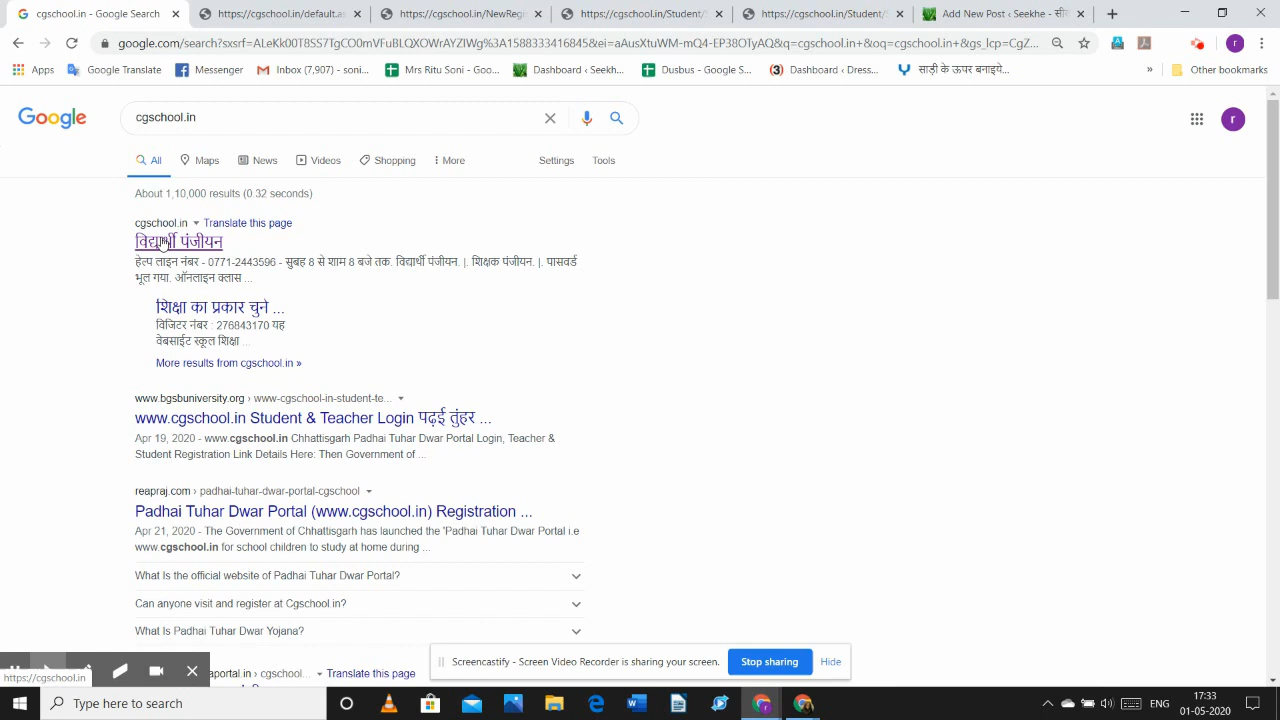 cgschool.in - Google Search
https://cgschool.in/default.as
https://cgschool.in/NewReg
https://cgschool.in/Student/S
https://cgschool.in/Student/S
Add New Post ‹ Seekhe - सी
google.com/search?sxsrf=ALeKk00T8SS7TgCO0mVFuBLGXOWrAYZIWg%3A1588333416845&ei=aAusXtuWM-mQ4-EP38OTyAQ&q=cgschool.in+&oq=cgschool.in+&gs_lcp=CgZ...
Apps
Google Translate
Messenger
Inbox (7,907) - soni...
Mrs Ritu Soni - Goo...
Dashboard ‹ Seekh...
Dusbus - Google S...
Dashboard ‹ Dress...
साड़ी के ऊपर बनाइये...
»
Other bookmarks
Google
cgschool.in
r
All
Maps
News
Videos
Shopping
More
Settings
Tools
About 1,10,000 results (0.32 seconds)
cgschool.in
Translate this page
विद्यार्थी पंजीयन
हेल्प लाइन नंबर - 0771-2443596 - सुबह 8 से शाम 8 बजे तक. विद्यार्थी पंजीयन. |. शिक्षक पंजीयन. |. पासवर्ड
भूल गया. ऑनलाइन क्लास ...
शिक्षा का प्रकार चुने ...
विजिटर नंबर : 276843170 यह
वेबसाईट स्कूल शिक्षा ...
More results from cgschool.in »
www.bgsbuniversity.org › www-cgschool-in-student-te...
www.cgschool.in Student & Teacher Login पढ़ई तुंहर ...
Apr 19, 2020 - www.cgschool.in Chhattisgarh Padhai Tuhar Dwar Portal Login, Teacher &
Student Registration Link Details Here: Then Government of ...
reapraj.com › padhai-tuhar-dwar-portal-cgschool
Padhai Tuhar Dwar Portal (www.cgschool.in) Registration ...
Apr 21, 2020 - The Government of Chhattisgarh has launched the 'Padhai Tuhar Dwar Portal i.e
www.cgschool.in for school children to study at home during ...
What Is the official website of Padhai Tuhar Dwar Portal?
Can anyone visit and register at Cgschool.in?
What Is Padhai Tuhar Dwar Yojana?
Screencastify - Screen Video Recorder is sharing your screen.
Stop sharing
Hide
aportal.in › cgschool...
Translate this page
https://cgschool.in
Type here to search
ENG
17:33
01-05-2020